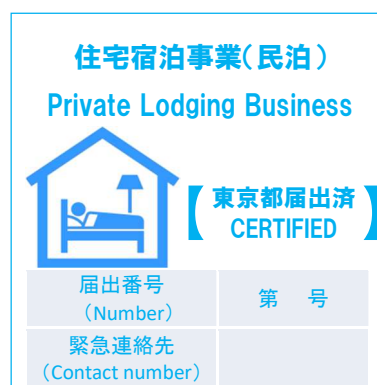 住宅宿泊事業(民泊)
Private Lodging Business
【東京都届出済
CERTIFIED】
届出番号
（Number）
第　号
緊急連絡先
（Contact number）